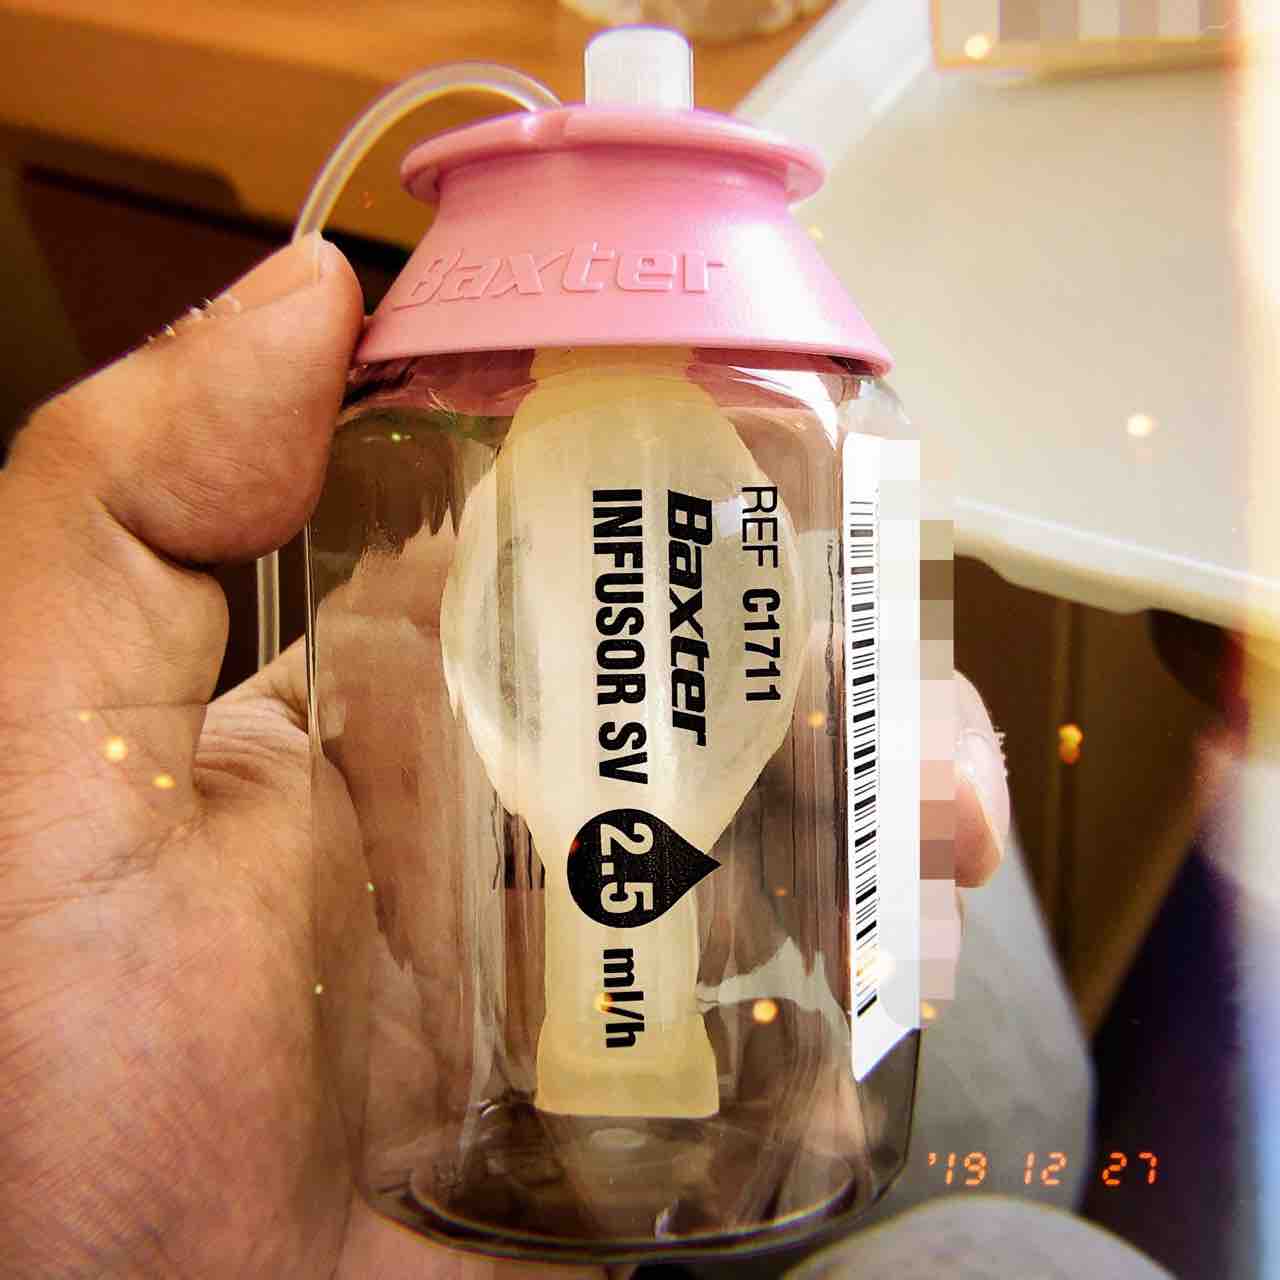 Baxter
REF C1711
Baxter
INFUSOR SV 2.5 ml/h
'19 12 27